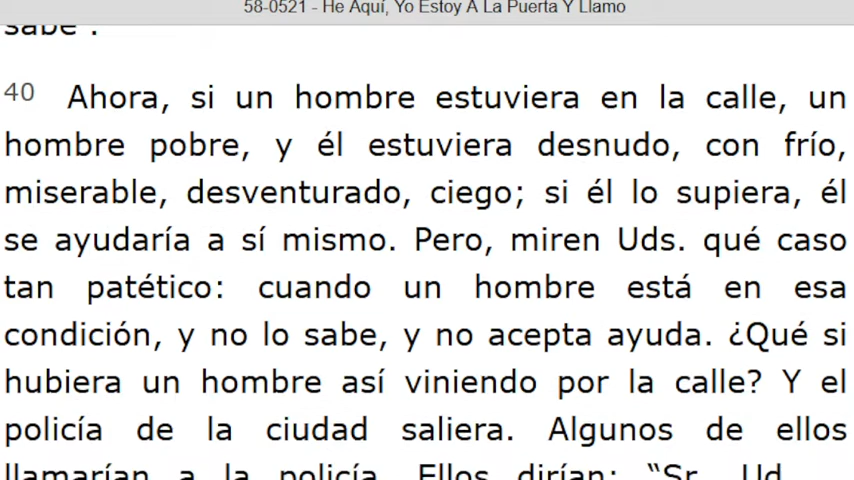 58-0521 - He Aquí, Yo Estoy A La Puerta Y Llamo
sabe”.
40 Ahora, si un hombre estuviera en la calle, un
hombre pobre, y él estuviera desnudo, con frío,
miserable, desventurado, ciego; si él lo supiera, él
se ayudaría a sí mismo. Pero, miren Uds. qué caso
tan patético: cuando un hombre está en esa
condición, y no lo sabe, y no acepta ayuda. ¿Qué si
hubiera un hombre así viniendo por la calle? Y el
policía de la ciudad saliera. Algunos de ellos
llamarían a la policía. Ellos dirían: “Sr., Ud.